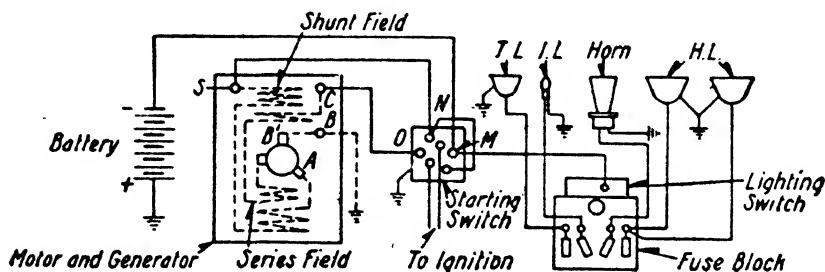 Shunt Field
T.L
I.L
Horn
H.L.
S
C
N
B
B'
O
M
A
-
Battery
+
Starting
Switch
Lighting
Switch
Motor and Generator
Series Field
To Ignition
Fuse Block